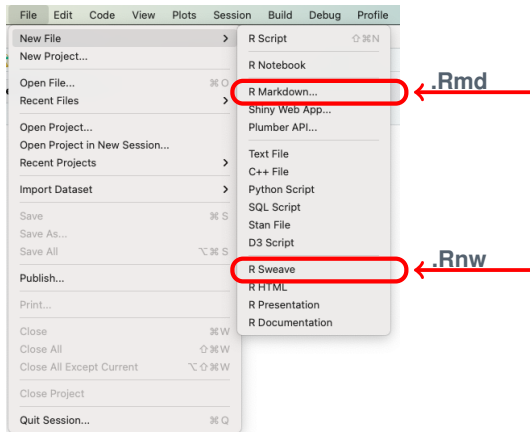 File Edit Code View Plots Session Build Debug Profile
New File >
New Project...
Open File... ⌘O
Recent Files >
Open Project...
Open Project in New Session...
Recent Projects >
Import Dataset >
Save ⌘S
Save As...
Save All ⌥⌘S
Publish...
Print...
Close ⌘W
Close All ⇧⌘W
Close All Except Current ⌥⇧⌘W
Close Project
Quit Session... ⌘Q
R Script ⇧⌘N
R Notebook
R Markdown...
Shiny Web App...
Plumber API...
Text File
C++ File
Python Script
SQL Script
Stan File
D3 Script
R Sweave
R HTML
R Presentation
R Documentation
.Rmd
.Rnw